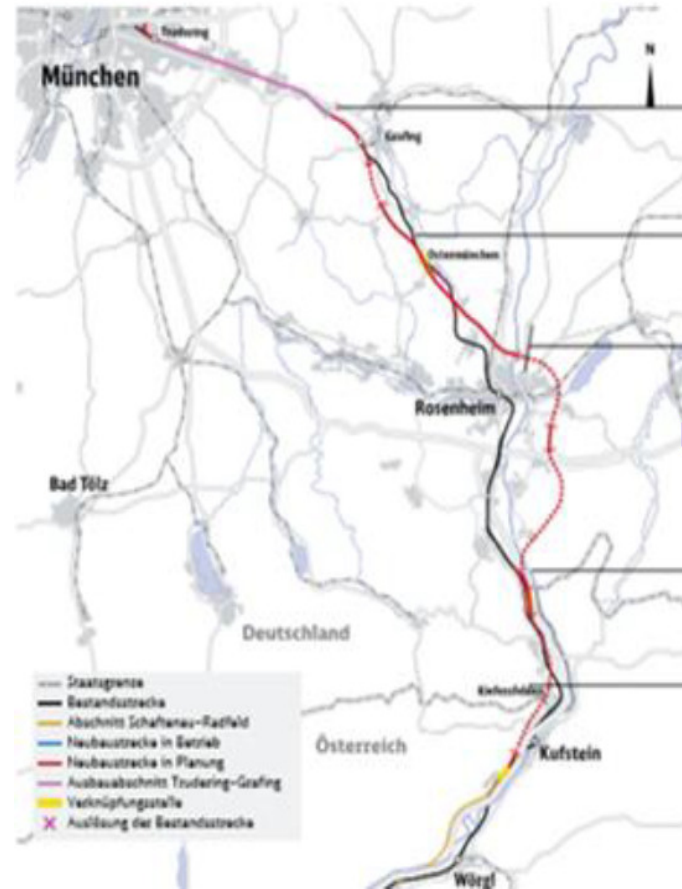 Trudering
München
N
Grafing
Ostermünchen
Rosenheim
Bad Tölz
Deutschland
Kiefersfelden
Österreich
Kufstein
Wörgl
Staatsgrenze
Bestandsstrecke
Abschnitt Schaftenau-Radfeld
Neubaustrecke in Betrieb
Neubaustrecke in Planung
Ausbauabschnitt Trudering-Grafing
Verknüpfungsstelle
Auflösung der Bestandsstrecke